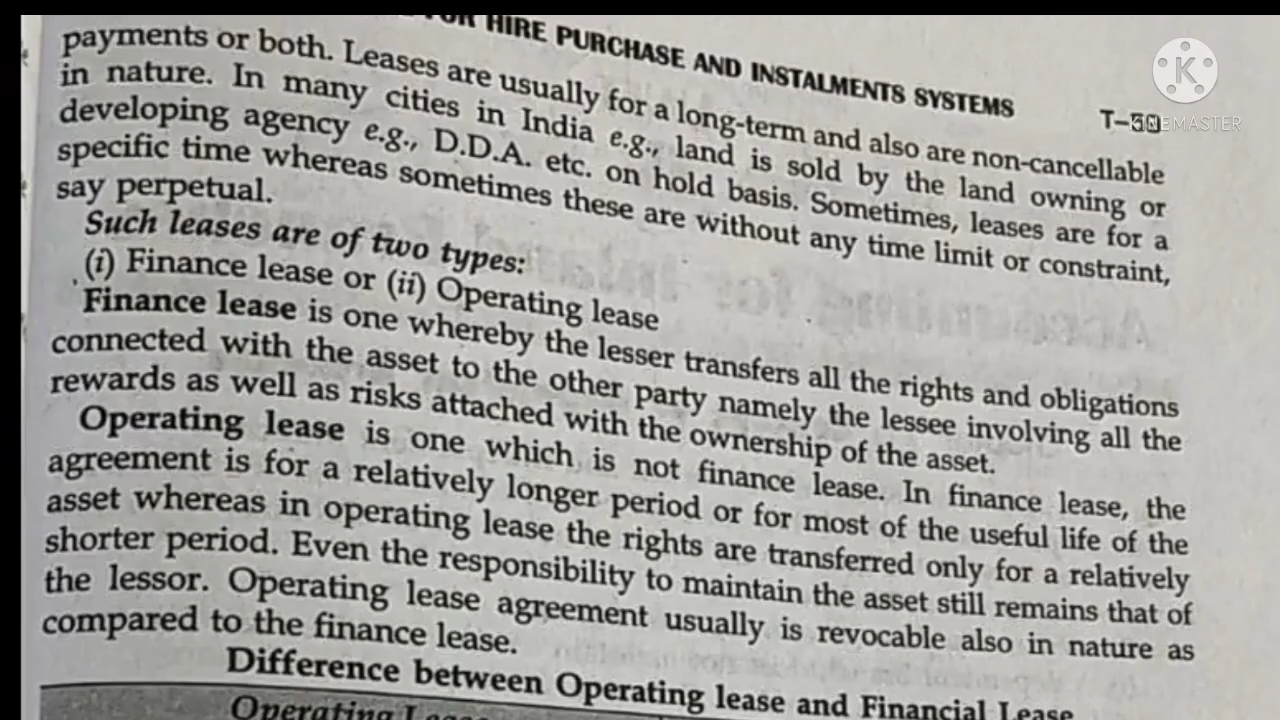 FOR HIRE PURCHASE AND INSTALMENTS SYSTEMS
T–
K
KINEMASTER
payments or both. Leases are usually for a long-term and also are non-cancellable
in nature. In many cities in India e.g., land is sold by the land owning or
developing agency e.g., D.D.A. etc. on hold basis. Sometimes, leases are for a
specific time whereas sometimes these are without any time limit or constraint,
say perpetual.
Such leases are of two types:
(i) Finance lease or (ii) Operating lease
Finance lease is one whereby the lesser transfers all the rights and obligations
connected with the asset to the other party namely the lessee involving all the
rewards as well as risks attached with the ownership of the asset.
Operating lease is one which is not finance lease. In finance lease, the
agreement is for a relatively longer period or for most of the useful life of the
asset whereas in operating lease the rights are transferred only for a relatively
shorter period. Even the responsibility to maintain the asset still remains that of
the lessor. Operating lease agreement usually is revocable also in nature as
compared to the finance lease.
Difference between Operating lease and Financial Lease
Operating Lease